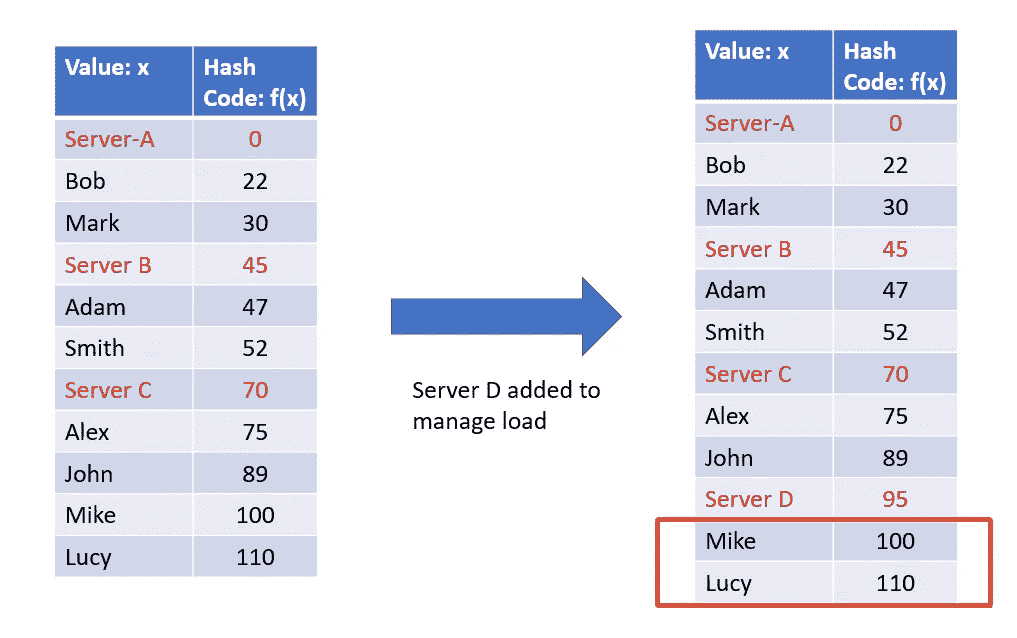 Value: x Hash
Code: f(x)
Server-A 0
Bob 22
Mark 30
Server B 45
Adam 47
Smith 52
Server C 70
Alex 75
John 89
Mike 100
Lucy 110
Server D added to
manage load
Value: x Hash
Code: f(x)
Server-A 0
Bob 22
Mark 30
Server B 45
Adam 47
Smith 52
Server C 70
Alex 75
John 89
Server D 95
Mike 100
Lucy 110